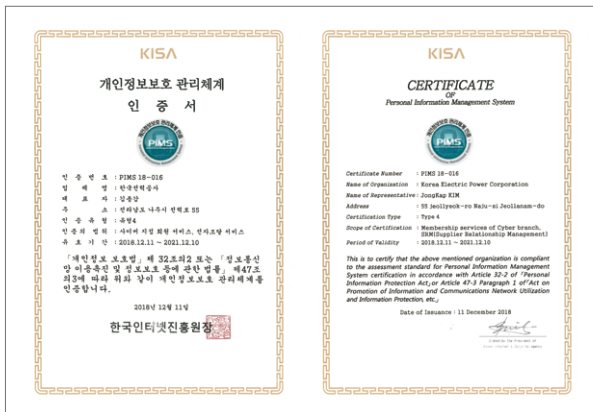 KISA
개인정보보호 관리체계
인 증 서
PIMS
인 증 번 호 : PIMS 18-016
업 체 명 : 한국전력공사
대 표 자 : 김종갑
주 소 : 전라남도 나주시 전력로 55
인 증 유 형 : 유형4
인증의 범위 : 사이버 지점 회원 서비스, 전자조달 서비스
유 효 기 간 : 2018.12.11 ~ 2021.12.10
「개인정보 보호법」 제 32조의2 또는 「정보통신
망 이용촉진 및 정보보호 등에 관한 법률」 제47조
의3에 따라 위와 같이 개인정보보호 관리체계를
인증합니다.
2018년 12월 11일
한국인터넷진흥원장
KISA
CERTIFICATE
OF
Personal Information Management System
PIMS
Certificate Number : PIMS 18-016
Name of Organization : Korea Electric Power Corporation
Name of Representative : JongKap KIM
Address : 55 jeollyeok-ro Naju-si.Jeollanam-do
Certification Type : Type 4
Scope of Certification : Membership services of Cyber branch,
SRM(Supplier Relationship Management)
Period of Validity : 2018.12.11 ~ 2021.12.10
This is to certify that the above mentioned organization is compliant
to the assessment standard for Personal Information Management
System certification in accordance with Article 32-2 of 「Personal
Information Protection Act」 or Article 47-3 Paragraph 1 of「Act on
Promotion of Information and Communications Network Utilization
and Information Protection, etc.」
Date of Issuance : 11 December 2018